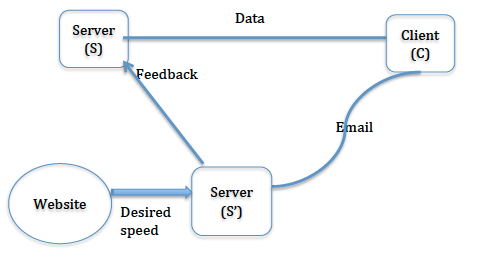 Data
Server
(S)
Client
(C)
Feedback
Email
Server
(S')
Website
Desired
speed